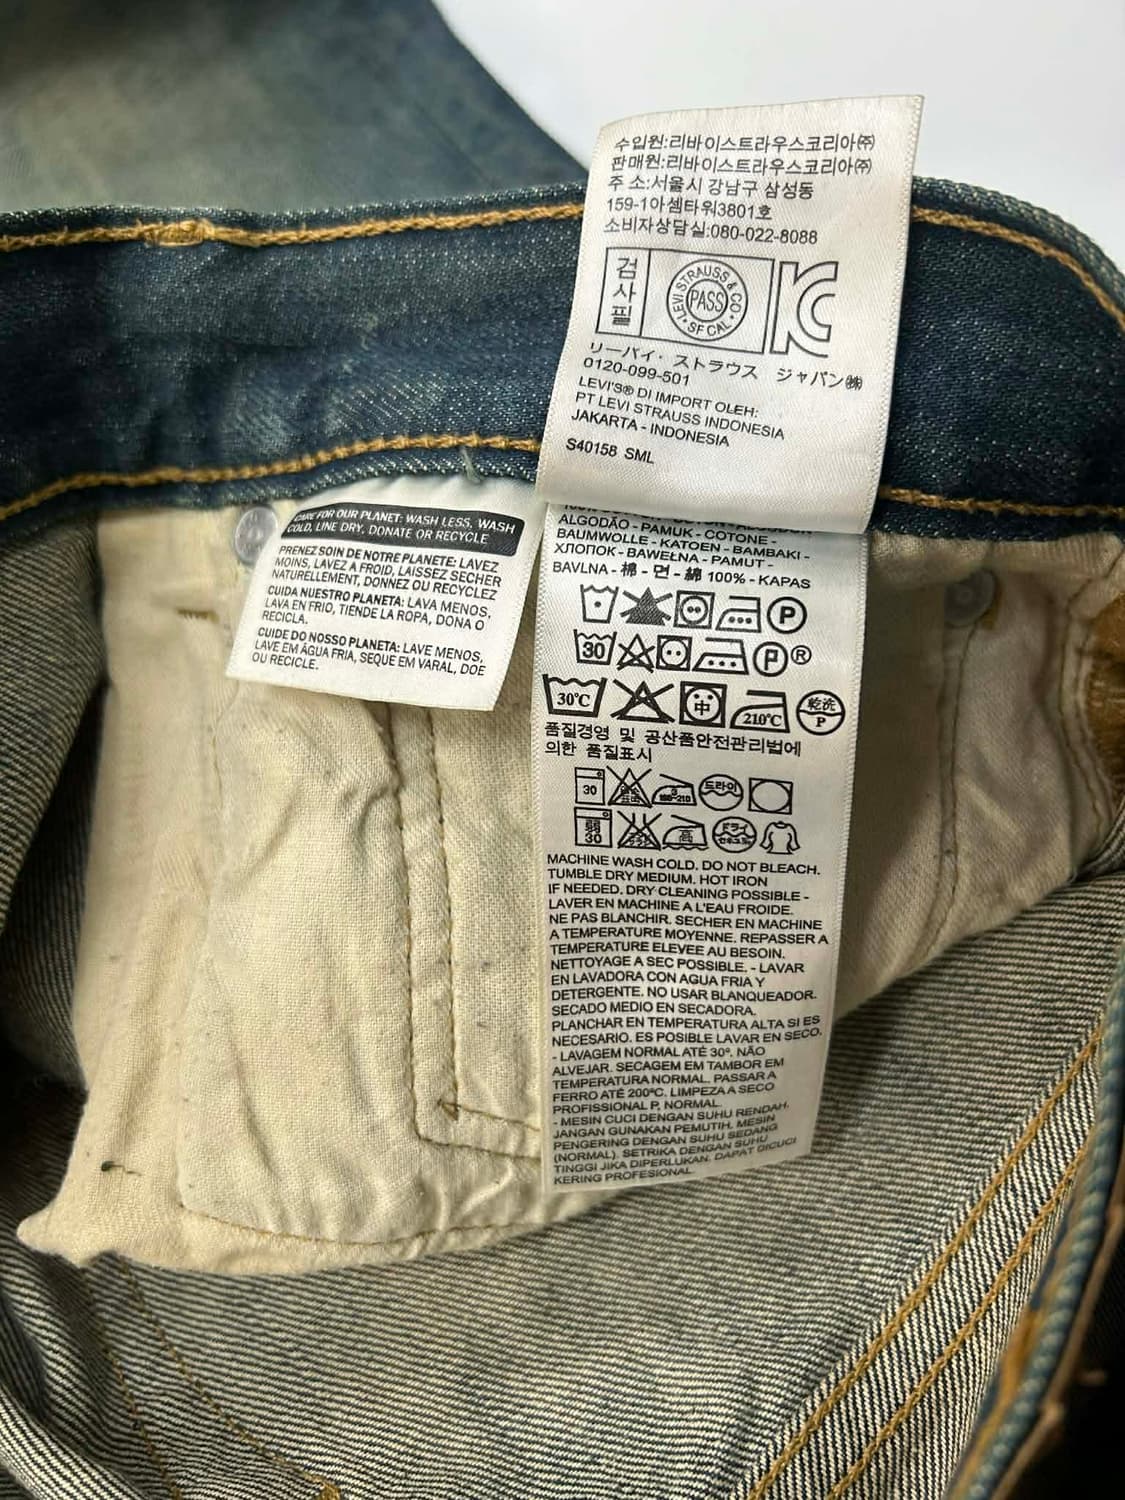 수입원:리바이스트라우스코리아㈜
판매원:리바이스트라우스코리아㈜
주 소:서울시 강남구 삼성동
159-1아셈타워3801호
소비자상담실:080-022-8088
검사필
LEVI STRAUSS & CO
PASS
SF CAL
リーバイ・ストラウス ジャパン㈱
0120-099-501
LEVI'S® DI IMPORT OLEH:
PT LEVI STRAUSS INDONESIA
JAKARTA - INDONESIA
S40158 SML
CARE FOR OUR PLANET: WASH LESS, WASH
COLD, LINE DRY, DONATE OR RECYCLE
PRENEZ SOIN DE NOTRE PLANETE: LAVEZ
MOINS, LAVEZ A FROID, LAISSEZ SECHER
NATURELLEMENT, DONNEZ OU RECYCLEZ
CUIDA NUESTRO PLANETA: LAVA MENOS,
LAVA EN FRIO, TIENDE LA ROPA, DONA O
RECICLA.
CUIDE DO NOSSO PLANETA: LAVE MENOS,
LAVE EM ÁGUA FRIA, SEQUE EM VARAL, DOE
OU RECICLE.
ALGODÃO - PAMUK - COTONE -
BAUMWOLLE - KATOEN - BAMBAKI -
ХЛОПОК - BAWEŁNA - PAMUT -
BAVLNA - 棉 - 면 - 綿 100% - KAPAS
P
30 P ®
30℃ 中 210℃ 乾洗 P
품질경영 및 공산품안전관리법에
의한 품질표시
30 3 180-210 드라이
弱 30 高 ドライ
MACHINE WASH COLD. DO NOT BLEACH.
TUMBLE DRY MEDIUM. HOT IRON
IF NEEDED. DRY CLEANING POSSIBLE -
LAVER EN MACHINE A L'EAU FROIDE.
NE PAS BLANCHIR. SECHER EN MACHINE
A TEMPERATURE MOYENNE. REPASSER A
TEMPERATURE ELEVEE AU BESOIN.
NETTOYAGE A SEC POSSIBLE. - LAVAR
EN LAVADORA CON AGUA FRIA Y
DETERGENTE. NO USAR BLANQUEADOR.
SECADO MEDIO EN SECADORA.
PLANCHAR EN TEMPERATURA ALTA SI ES
NECESARIO. ES POSIBLE LAVAR EN SECO.
- LAVAGEM NORMAL ATÉ 30º. NÃO
ALVEJAR. SECAGEM EM TAMBOR EM
TEMPERATURA NORMAL. PASSAR A
FERRO ATÉ 200ºC. LIMPEZA A SECO
PROFISSIONAL P, NORMAL.
- MESIN CUCI DENGAN SUHU RENDAH,
JANGAN GUNAKAN PEMUTIH, MESIN
PENGERING DENGAN SUHU SEDANG
(NORMAL). SETRIKA DENGAN SUHU
TINGGI JIKA DIPERLUKAN. DAPAT DICUCI
KERING PROFESIONAL.